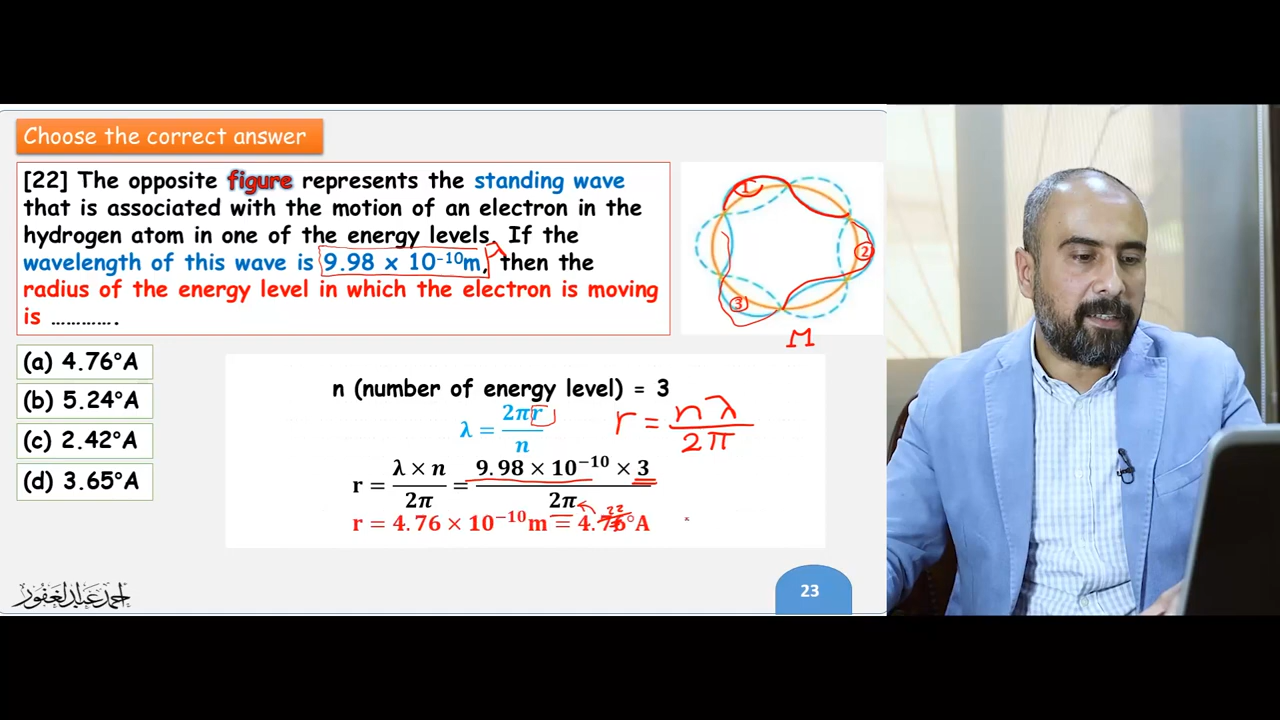 Choose the correct answer
[22] The opposite figure represents the standing wave
that is associated with the motion of an electron in the
hydrogen atom in one of the energy levels. If the
wavelength of this wave is 9.98 x 10⁻¹⁰m, then the
radius of the energy level in which the electron is moving
is ………….
1
2
3
M
(a) 4.76°A
(b) 5.24°A
(c) 2.42°A
(d) 3.65°A
n (number of energy level) = 3
λ = 2πr / n
r = nλ / 2π
r = λ × n / 2π = 9.98 × 10⁻¹⁰ × 3 / 2π
22
7
r = 4.76 × 10⁻¹⁰m = 4.76°A
احمد عبد الغفور
23